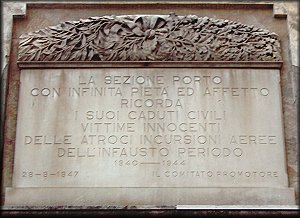 LA SEZIONE PORTO
CON INFINITA PIETÀ ED AFFETTO
RICORDA
I SUOI CADUTI CIVILI
VITTIME INNOCENTI
DELLE ATROCI INCURSIONI AEREE
DELL'INFAUSTO PERIODO
1940-1944
28-9-1947 IL COMITATO PROMOTORE